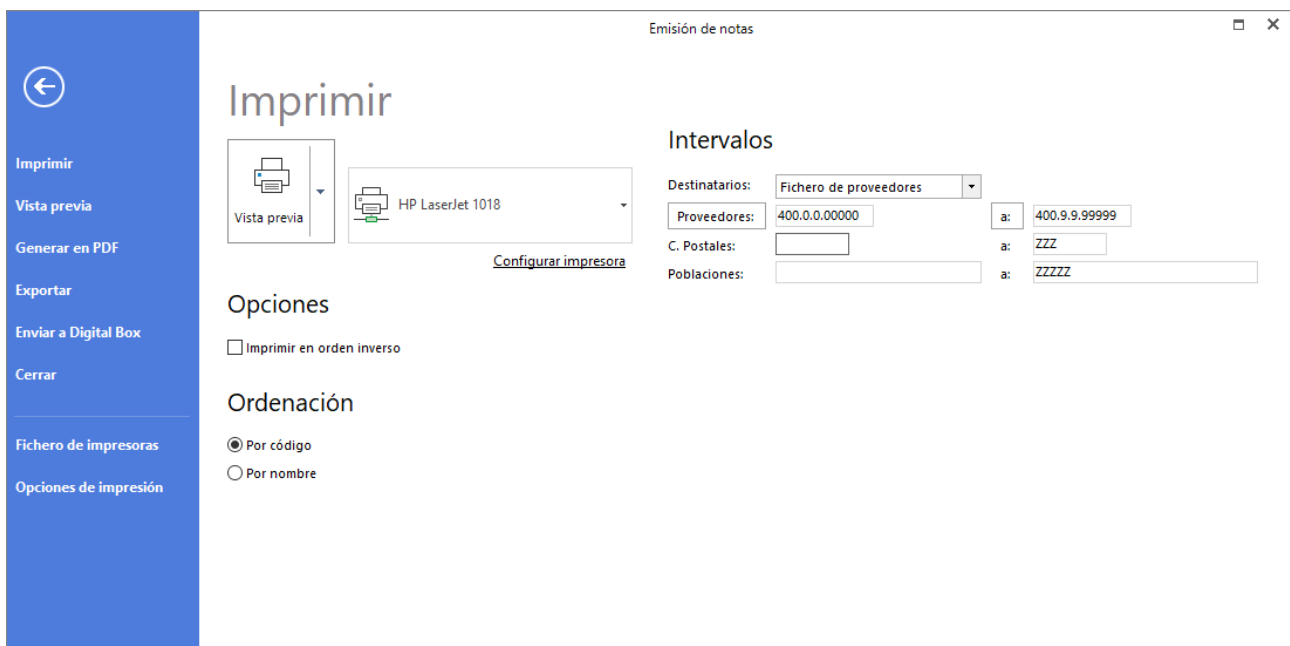 Emisión de notas
Imprimir
Vista previa
Generar en PDF
Exportar
Enviar a Digital Box
Cerrar
Fichero de impresoras
Opciones de impresión
Imprimir
Vista previa
HP LaserJet 1018
Configurar impresora
Opciones
Imprimir en orden inverso
Ordenación
Por código
Por nombre
Intervalos
Destinatarios: Fichero de proveedores
Proveedores: 400.0.0.00000 a: 400.9.9.99999
C. Postales: a: ZZZ
Poblaciones: a: ZZZZZ